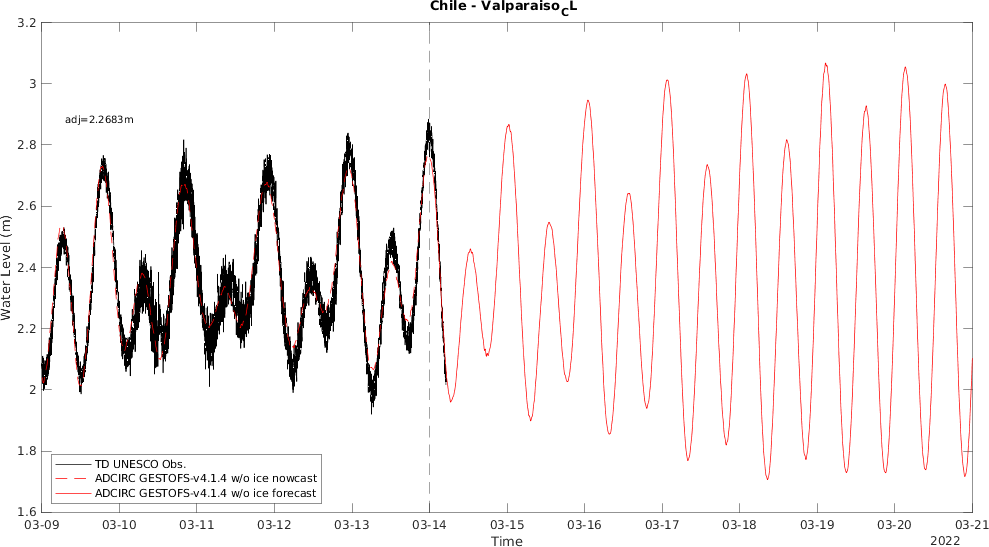 Chile - Valparaiso_CL
3.2
3
2.8
2.6
2.4
2.2
2
1.8
1.6
Water Level (m)
adj=2.2683m
TD UNESCO Obs.
ADCIRC GESTOFS-v4.1.4 w/o ice nowcast
ADCIRC GESTOFS-v4.1.4 w/o ice forecast
03-09 03-10 03-11 03-12 03-13 03-14 03-15 03-16 03-17 03-18 03-19 03-20 03-21
Time
2022